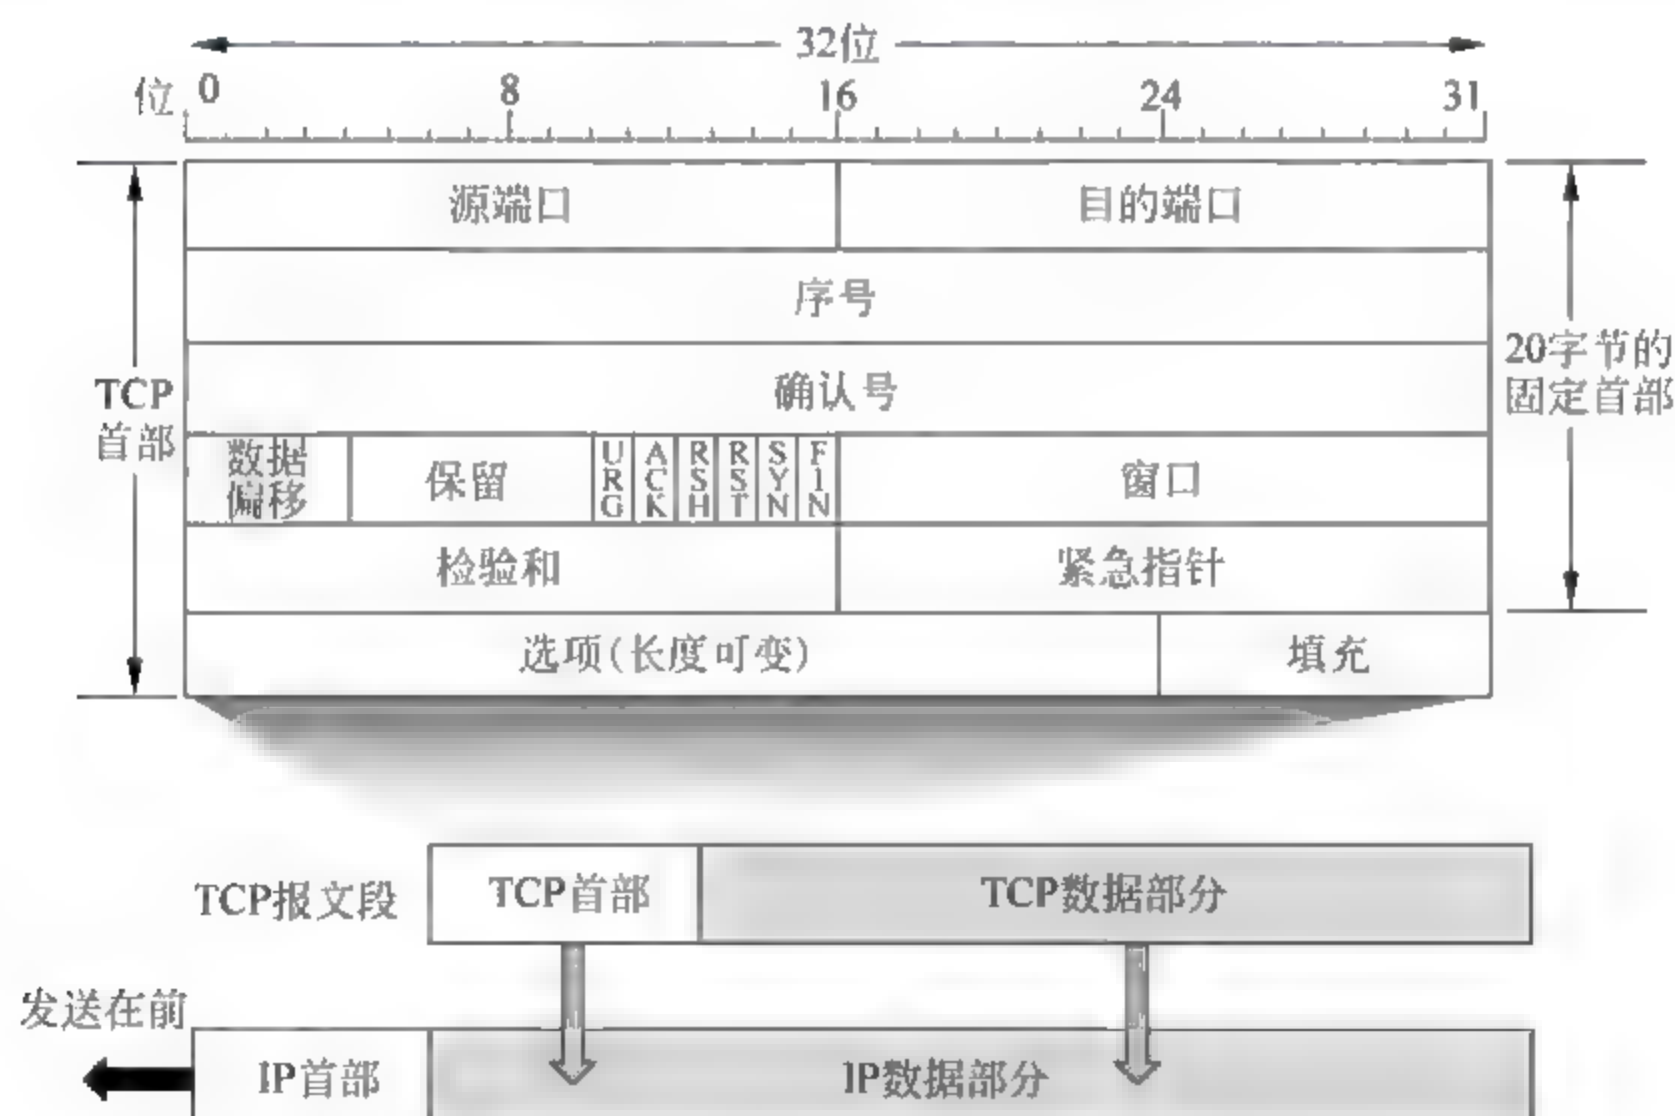 32位
位 0 8 16 24 31
源端口 目的端口
序号
确认号
TCP
首部
20字节的
固定首部
数据
偏移
保留
URG
ACK
RSH
RST
SYN
F1N
窗口
检验和 紧急指针
选项(长度可变) 填充
TCP报文段 TCP首部 TCP数据部分
发送在前
IP首部 IP数据部分